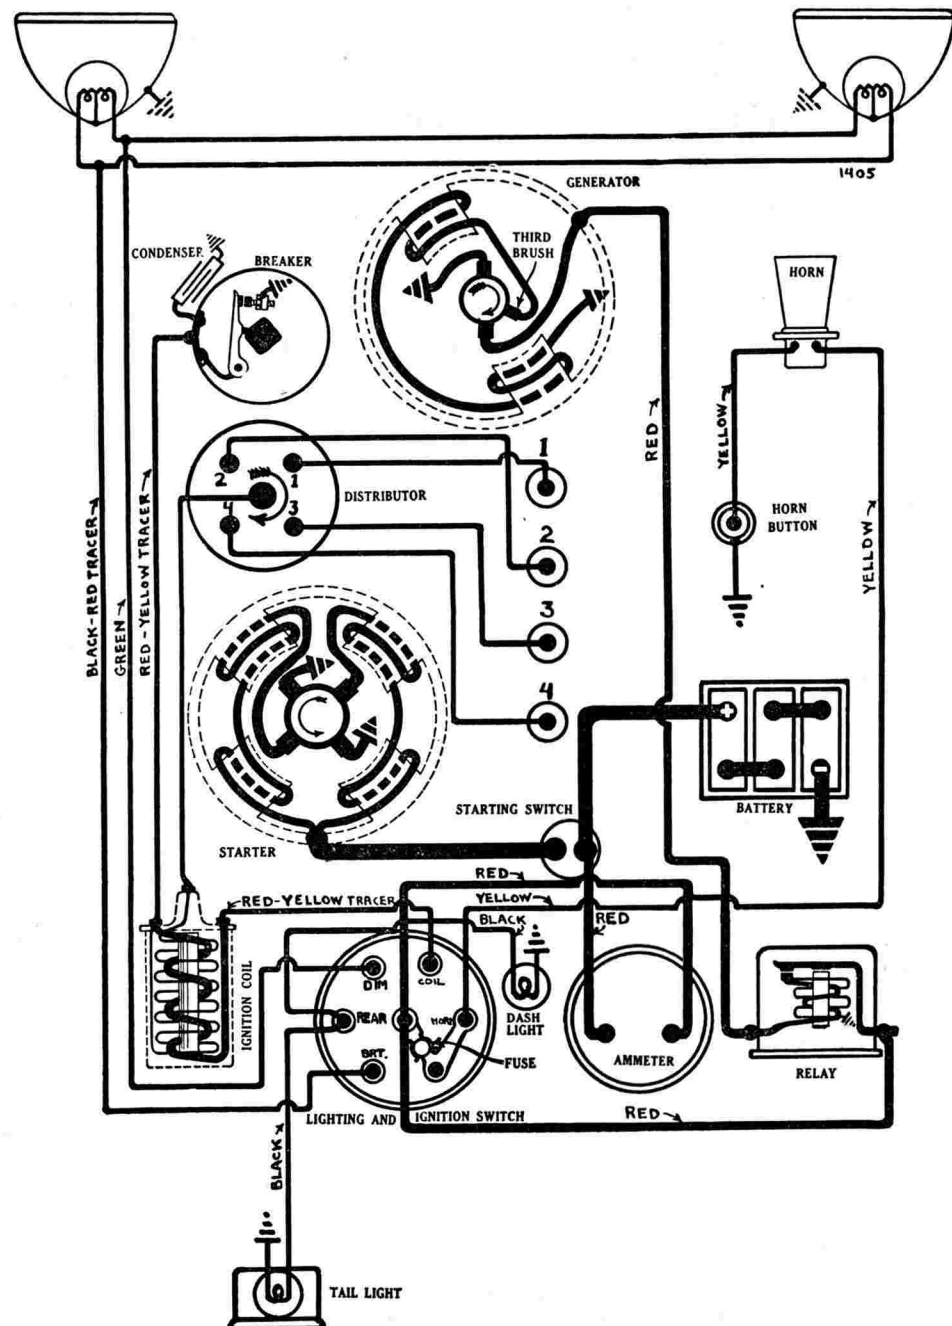 1405
GENERATOR
THIRD
BRUSH
CONDENSER
BREAKER
HORN
RED
YELLOW
YELLOW
HORN
BUTTON
2
1
4
3
DISTRIBUTOR
1
2
3
4
BLACK-RED TRACER
GREEN
RED-YELLOW TRACER
+
-
BATTERY
STARTING SWITCH
STARTER
RED
RED-YELLOW TRACER
YELLOW
BLACK
RED
IGNITION COIL
DIM
COIL
DASH
LIGHT
REAR
HORN
BRT.
FUSE
AMMETER
RELAY
LIGHTING AND IGNITION SWITCH
RED
BLACK
TAIL LIGHT